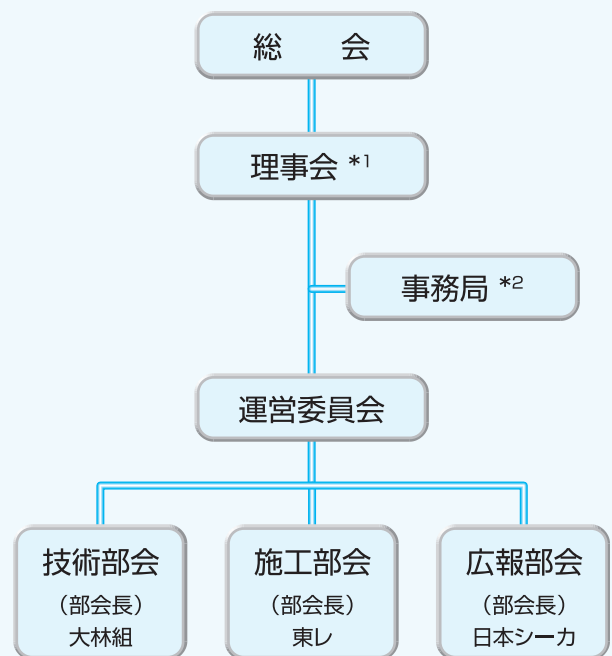 総　会
理事会 *1
事務局 *2
運営委員会
技術部会
（部会長）
大林組
施工部会
（部会長）
東レ
広報部会
（部会長）
日本シーカ